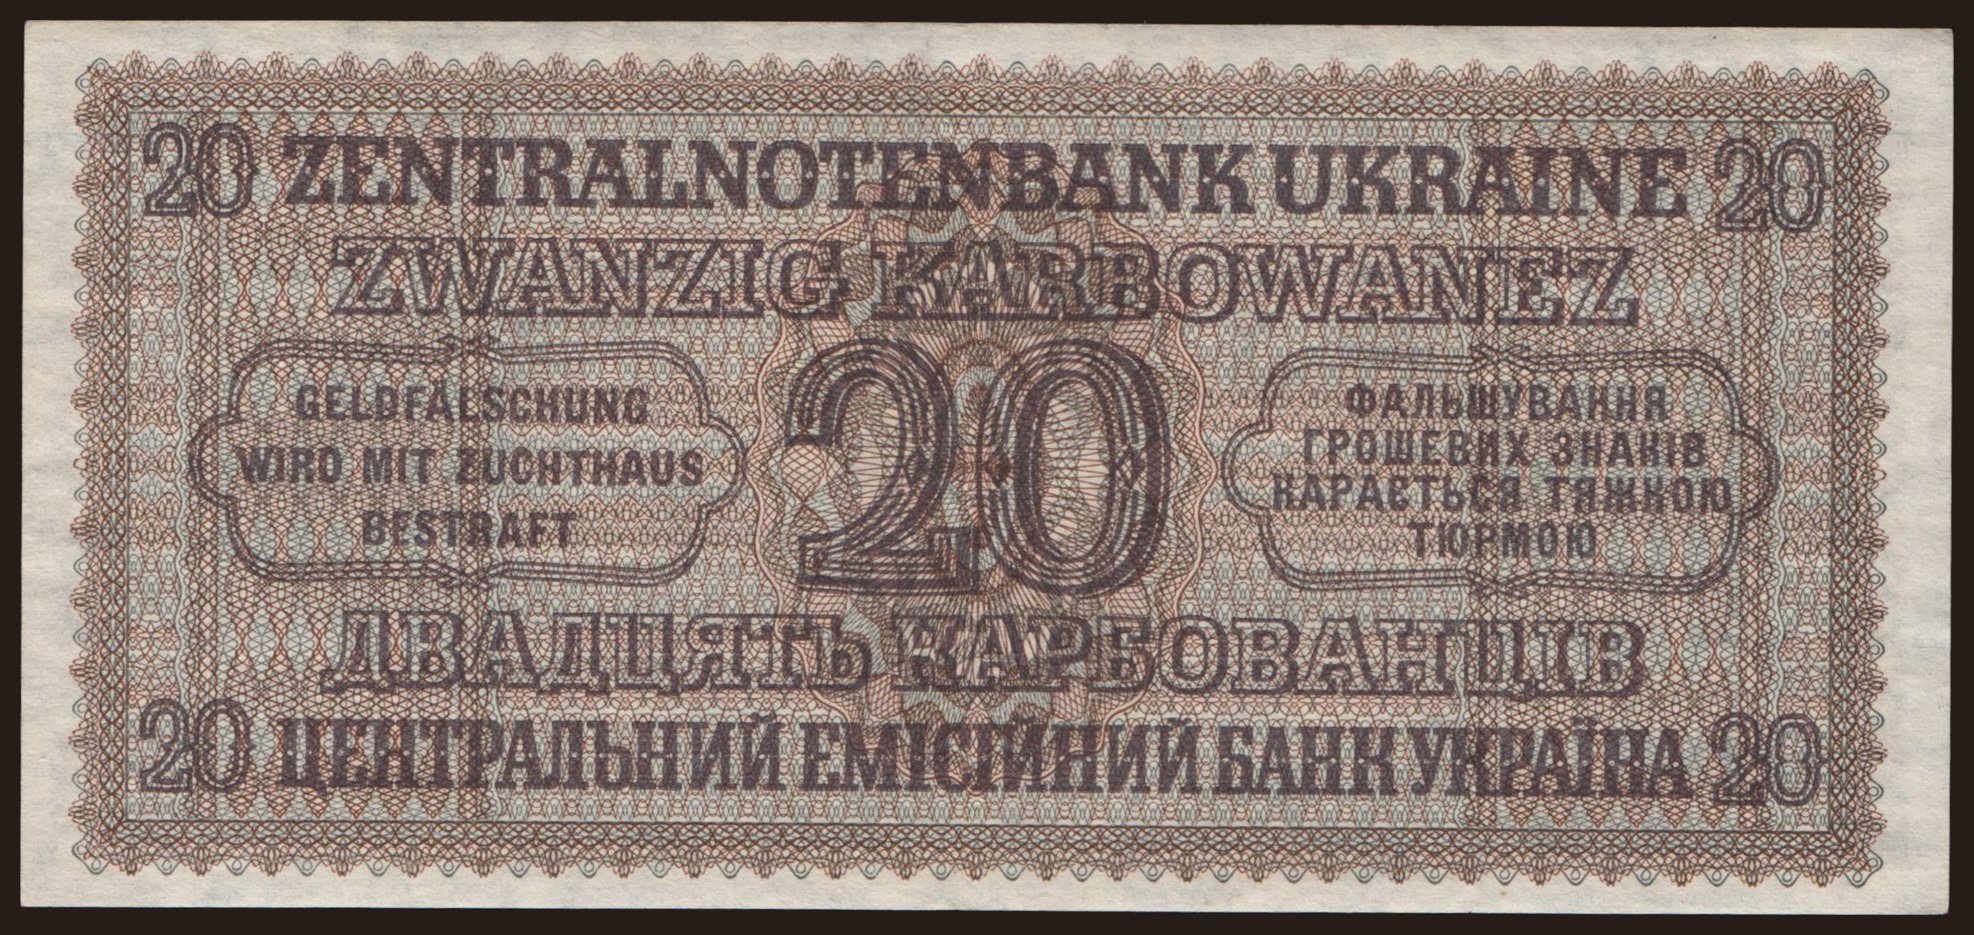 20 ZENTRALNOTENBANK UKRAINE 20
ZWANZIG KARBOWANEZ
GELDFÄLSCHUNG
WIRD MIT ZUCHTHAUS
BESTRAFT
20
ФАЛЬШУВАННЯ
ГРОШЕВИХ ЗНАКІВ
КАРАЄТЬСЯ ТЯЖКОЮ
ТЮРМОЮ
ДВАДЦЯТЬ КАРБОВАНЦІВ
20 ЦЕНТРАЛЬНИЙ ЕМІСІЙНИЙ БАНК УКРАЇНА 20